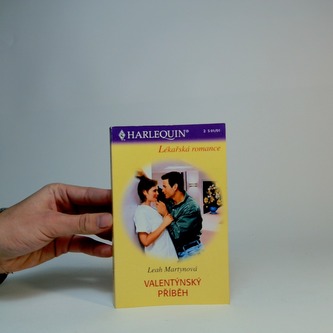 HARLEQUIN®
Lékařská romance
Leah Martynová
VALENTÝNSKÝ
PŘÍBĚH